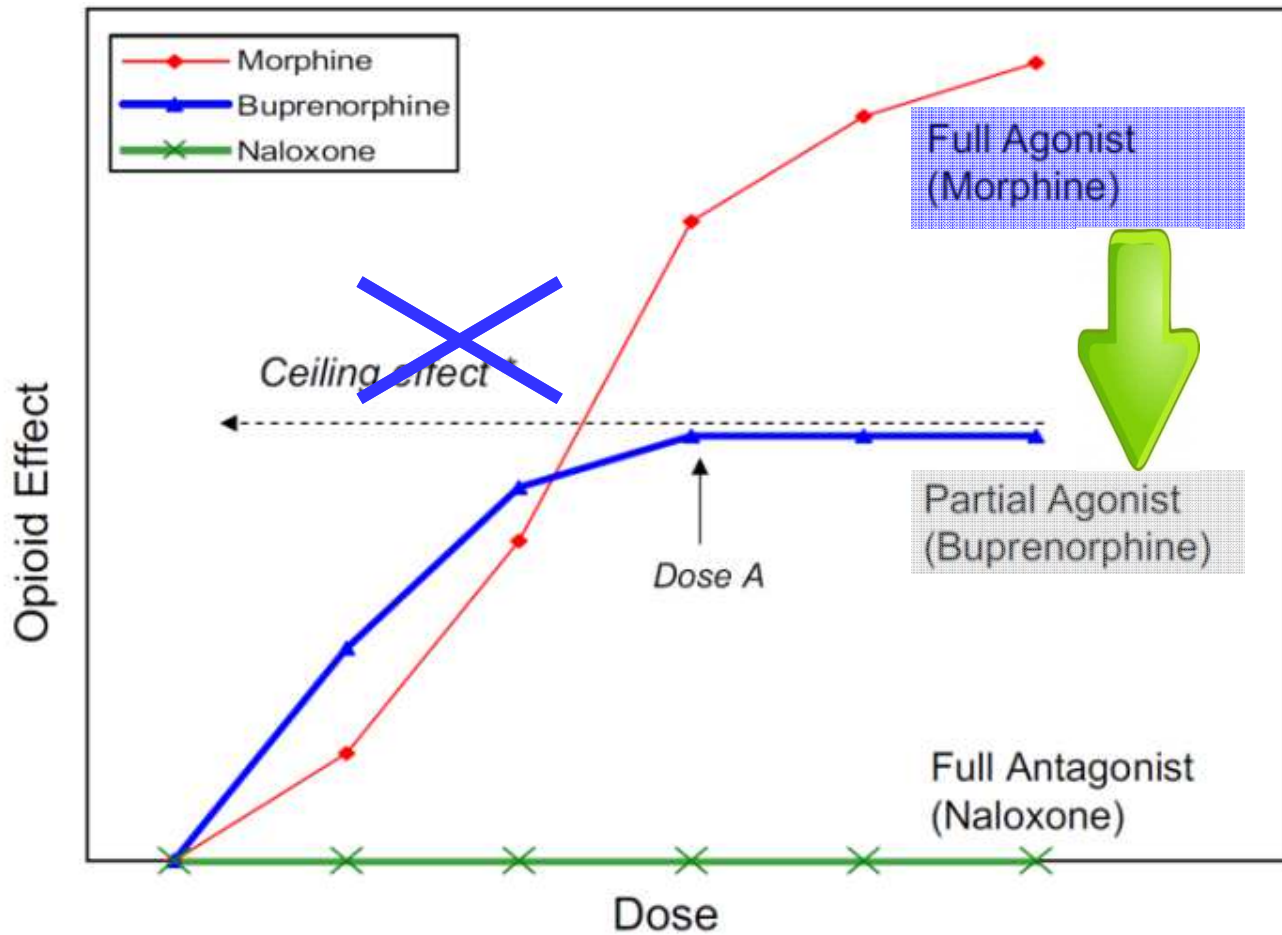 Morphine
Buprenorphine
Naloxone
Full Agonist
(Morphine)
Ceiling effect *
Partial Agonist
(Buprenorphine)
Dose A
Full Antagonist
(Naloxone)
Opioid Effect
Dose